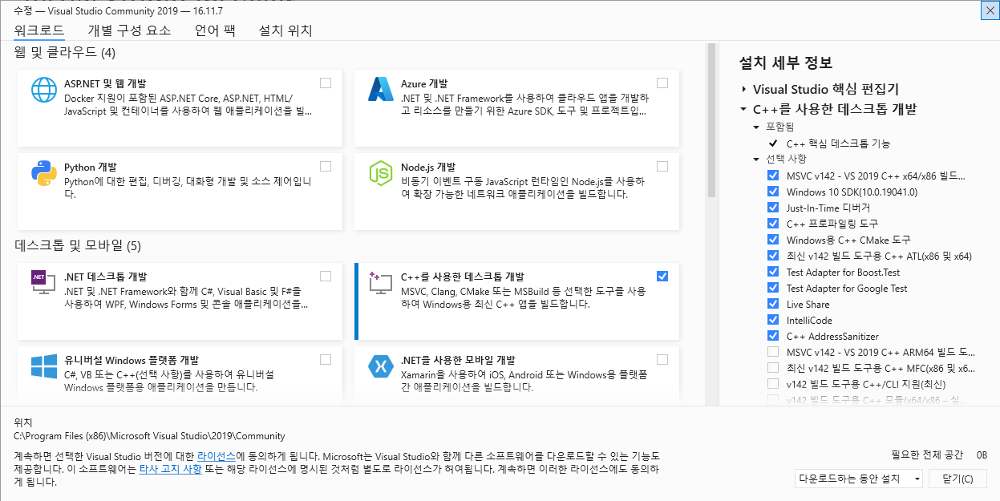 수정 — Visual Studio Community 2019 — 16.11.7
워크로드 개별 구성 요소 언어 팩 설치 위치
웹 및 클라우드 (4)
ASP.NET 및 웹 개발
Docker 지원이 포함된 ASP.NET Core, ASP.NET, HTML/
JavaScript 및 컨테이너를 사용하여 웹 애플리케이션을 빌...
Azure 개발
.NET 및 .NET Framework를 사용하여 클라우드 앱을 개발하
고 리소스를 만들기 위한 Azure SDK, 도구 및 프로젝트입...
Python 개발
Python에 대한 편집, 디버깅, 대화형 개발 및 소스 제어입니
다.
Node.js 개발
비동기 이벤트 구동 JavaScript 런타임인 Node.js를 사용하
여 확장 가능한 네트워크 애플리케이션을 빌드합니다.
데스크톱 및 모바일 (5)
.NET 데스크톱 개발
.NET 및 .NET Framework와 함께 C#, Visual Basic 및 F#을
사용하여 WPF, Windows Forms 및 콘솔 애플리케이션을...
C++를 사용한 데스크톱 개발
MSVC, Clang, CMake 또는 MSBuild 등 선택한 도구를 사용
하여 Windows용 최신 C++ 앱을 빌드합니다.
유니버설 Windows 플랫폼 개발
C#, VB 또는 C++(선택 사항)를 사용하여 유니버설
Windows 플랫폼용 애플리케이션을 만듭니다.
.NET을 사용한 모바일 개발
Xamarin을 사용하여 iOS, Android 또는 Windows용 플랫폼
간 애플리케이션을 빌드합니다.
설치 세부 정보
Visual Studio 핵심 편집기
C++를 사용한 데스크톱 개발
포함됨
C++ 핵심 데스크톱 기능
선택 사항
MSVC v142 - VS 2019 C++ x64/x86 빌드...
Windows 10 SDK(10.0.19041.0)
Just-In-Time 디버거
C++ 프로파일링 도구
Windows용 C++ CMake 도구
최신 v142 빌드 도구용 C++ ATL(x86 및 x64)
Test Adapter for Boost.Test
Test Adapter for Google Test
Live Share
IntelliCode
C++ AddressSanitizer
MSVC v142 - VS 2019 C++ ARM64 빌드 도...
최신 v142 빌드 도구용 C++ MFC(x86 및 x6...
v142 빌드 도구용 C++/CLI 지원(최신)
v142 빌드 도구용 C++ 모듈(x64/x86 – 실...
위치
C:\Program Files (x86)\Microsoft Visual Studio\2019\Community
계속하면 선택한 Visual Studio 버전에 대한 라이선스에 동의하게 됩니다. Microsoft는 Visual Studio와 함께 다른 소프트웨어를 다운로드할 수 있는 기능도
제공합니다. 이 소프트웨어는 타사 고지 사항 또는 해당 라이선스에 명시된 것처럼 별도로 라이선스가 허여됩니다. 계속하면 이러한 라이선스에도 동의하
게 됩니다.
필요한 전체 공간 0B
다운로드하는 동안 설치 닫기(C)